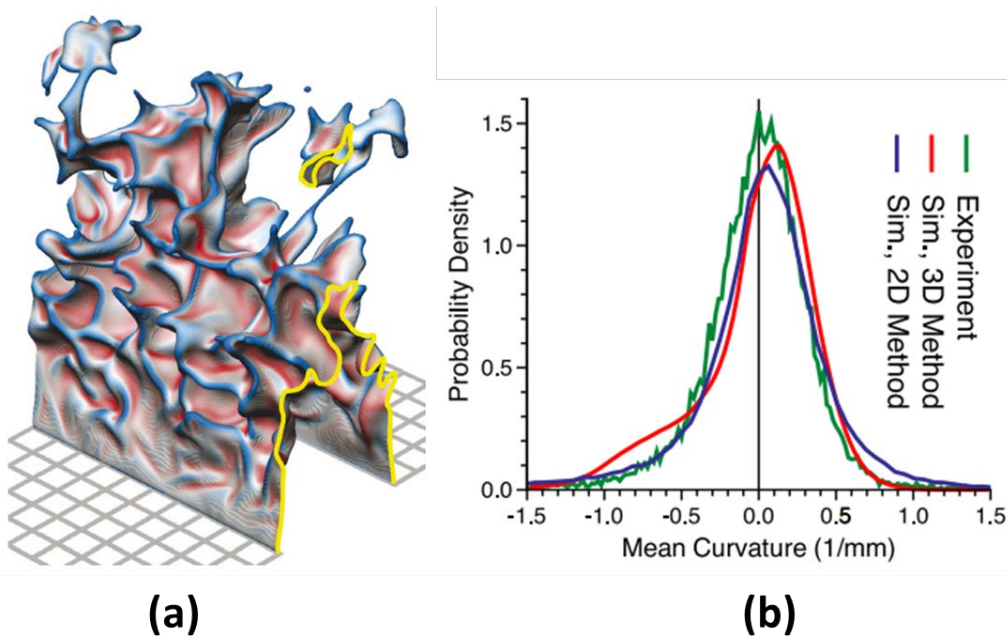 1.5
1.0
0.5
0.0
Probability Density
-1.5
-1.0
-0.5
0.0
0.5
1.0
1.5
Mean Curvature (1/mm)
Experiment
Sim., 3D Method
Sim., 2D Method
(a)
(b)